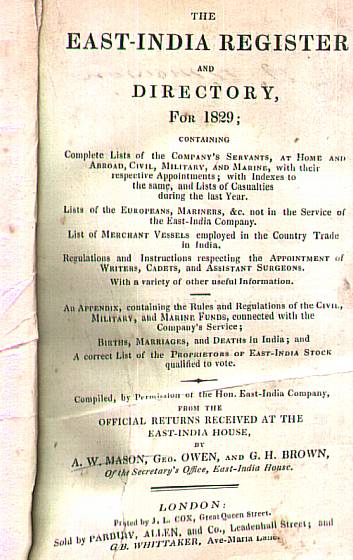 THE
EAST-INDIA REGISTER
AND
DIRECTORY,
FOR 1829;
CONTAINING
Complete Lists of the COMPANY'S SERVANTS, AT HOME AND
ABROAD, CIVIL, MILITARY, AND MARINE, with their
respective Appointments; with Indexes to
the same, and Lists of Casualties
during the last Year.
Lists of the EUROPEANS, MARINERS, &c. not in the Service of
the East-India Company.
List of MERCHANT VESSELS employed in the Country Trade
in India.
Regulations and Instructions respecting the APPOINTMENT OF
WRITERS, CADETS, AND ASSISTANT SURGEONS.
With a variety of other useful Information.
AN APPENDIX, containing the Rules and Regulations of the CIVIL,
MILITARY, and MARINE FUNDS, connected with the
Company's Service;
BIRTHS, MARRIAGES, and DEATHS in India; and
A correct List of the PROPRIETORS OF EAST-INDIA STOCK
qualified to vote.
Compiled, by Permission of the Hon. East-India Company,
FROM THE
OFFICIAL RETURNS RECEIVED AT THE
EAST-INDIA HOUSE,
BY
A. W. MASON, GEO. OWEN, AND G. H. BROWN,
Of the Secretary's Office, East-India House.
LONDON:
Printed by J. L. COX, Great Queen Street.
Sold by PARBURY, ALLEN, and Co., Leadenhall Street; and
G. B. WHITTAKER, Ave-Maria Lane.